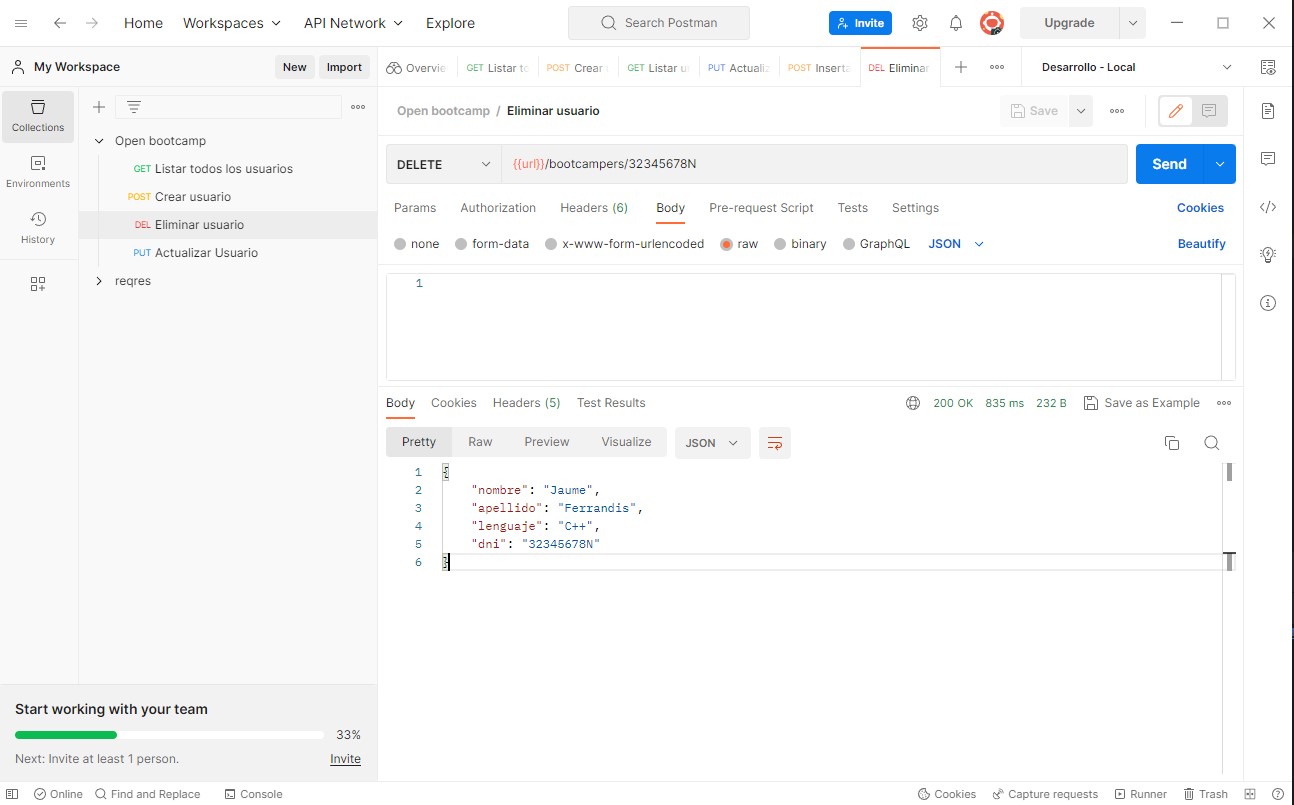 Home Workspaces API Network Explore Search Postman Invite Upgrade
My Workspace New Import Overvie GET Listar to POST Crear GET Listar u PUT Actualiz POST Inserta DEL Eliminar Desarrollo - Local
Collections
Environments
History
Open bootcamp
GET Listar todos los usuarios
POST Crear usuario
DEL Eliminar usuario
PUT Actualizar Usuario
reqres
Open bootcamp / Eliminar usuario Save
DELETE {{url}}/bootcampers/32345678N Send
Params Authorization Headers (6) Body Pre-request Script Tests Settings Cookies
none form-data x-www-form-urlencoded raw binary GraphQL JSON Beautify
1
Body Cookies Headers (5) Test Results 200 OK 835 ms 232 B Save as Example
Pretty Raw Preview Visualize JSON
1 {
2 "nombre": "Jaume",
3 "apellido": "Ferrandis",
4 "lenguaje": "C++",
5 "dni": "32345678N"
6 }
Start working with your team
33%
Next: Invite at least 1 person. Invite
Online Find and Replace Console Cookies Capture requests Runner Trash